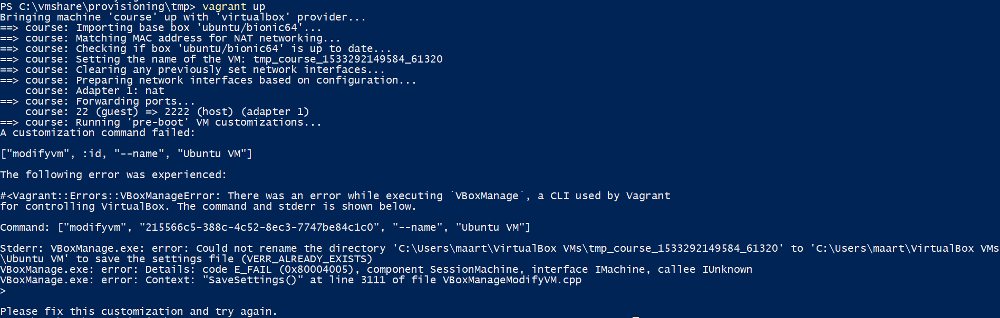 PS C:\vmshare\provisioning\tmp> vagrant up
Bringing machine 'course' up with 'virtualbox' provider...
==> course: Importing base box 'ubuntu/bionic64'...
==> course: Matching MAC address for NAT networking...
==> course: Checking if box 'ubuntu/bionic64' is up to date...
==> course: Setting the name of the VM: tmp_course_1533292149584_61320
==> course: Clearing any previously set network interfaces...
==> course: Preparing network interfaces based on configuration...
    course: Adapter 1: nat
==> course: Forwarding ports...
    course: 22 (guest) => 2222 (host) (adapter 1)
==> course: Running 'pre-boot' VM customizations...
A customization command failed:

["modifyvm", :id, "--name", "Ubuntu VM"]

The following error was experienced:

#<Vagrant::Errors::VBoxManageError: There was an error while executing `VBoxManage`, a CLI used by Vagrant
for controlling VirtualBox. The command and stderr is shown below.

Command: ["modifyvm", "215566c5-388c-4c52-8ec3-7747be84c1c0", "--name", "Ubuntu VM"]

Stderr: VBoxManage.exe: error: Could not rename the directory 'C:\Users\maart\VirtualBox VMs\tmp_course_1533292149584_61320' to 'C:\Users\maart\VirtualBox VMs
\Ubuntu VM' to save the settings file (VERR_ALREADY_EXISTS)
VBoxManage.exe: error: Details: code E_FAIL (0x80004005), component SessionMachine, interface IMachine, callee IUnknown
VBoxManage.exe: error: Context: "SaveSettings()" at line 3111 of file VBoxManageModifyVM.cpp
>

Please fix this customization and try again.